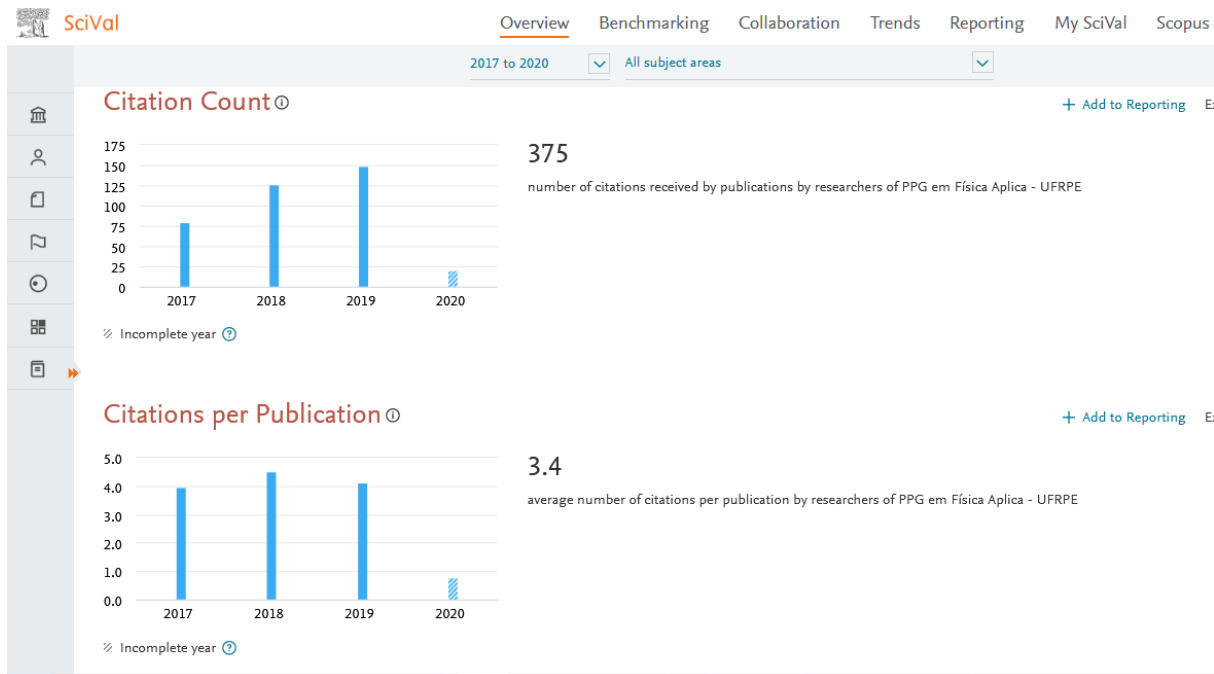 SciVal
Overview Benchmarking Collaboration Trends Reporting My SciVal Scopus
2017 to 2020 All subject areas
Citation Count
+ Add to Reporting
175
150
125
100
75
50
25
0
2017 2018 2019 2020
Incomplete year ?
375
number of citations received by publications by researchers of PPG em Física Aplica - UFRPE
Citations per Publication
+ Add to Reporting
5.0
4.0
3.0
2.0
1.0
0.0
2017 2018 2019 2020
Incomplete year ?
3.4
average number of citations per publication by researchers of PPG em Física Aplica - UFRPE